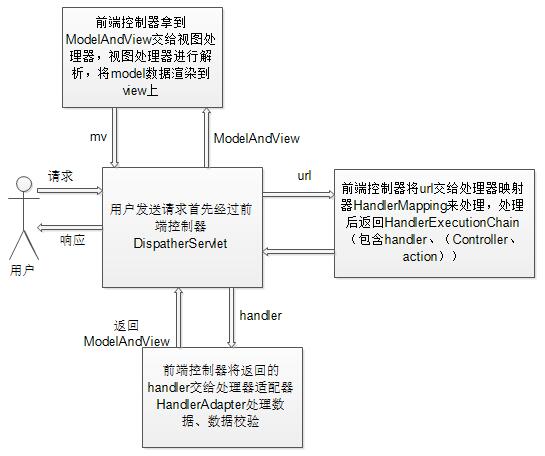 前端控制器拿到
ModelAndView交给视图处
理器，视图处理器进行解
析，将model数据渲染到
view上
mv
ModelAndView
请求
响应
用户
用户发送请求首先经过前
端控制器
DispatherServlet
url
前端控制器将url交给处理器映射
器HandlerMapping来处理，处理
后返回HandlerExecutionChain
（包含handler、（Controller、
action））
返回
ModelAndView
handler
前端控制器将返回的
handler交给处理器适配器
HandlerAdapter处理数
据、数据校验